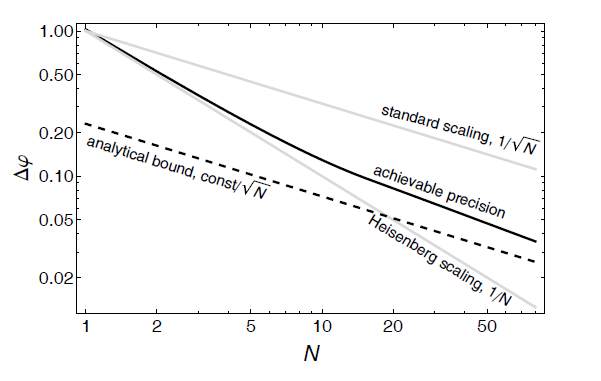 1.00
0.50
0.20
0.10
0.05
0.02
Δφ
standard scaling, 1/√N
achievable precision
analytical bound, const/√N
Heisenberg scaling, 1/N
1 2 5 10 20 50
N